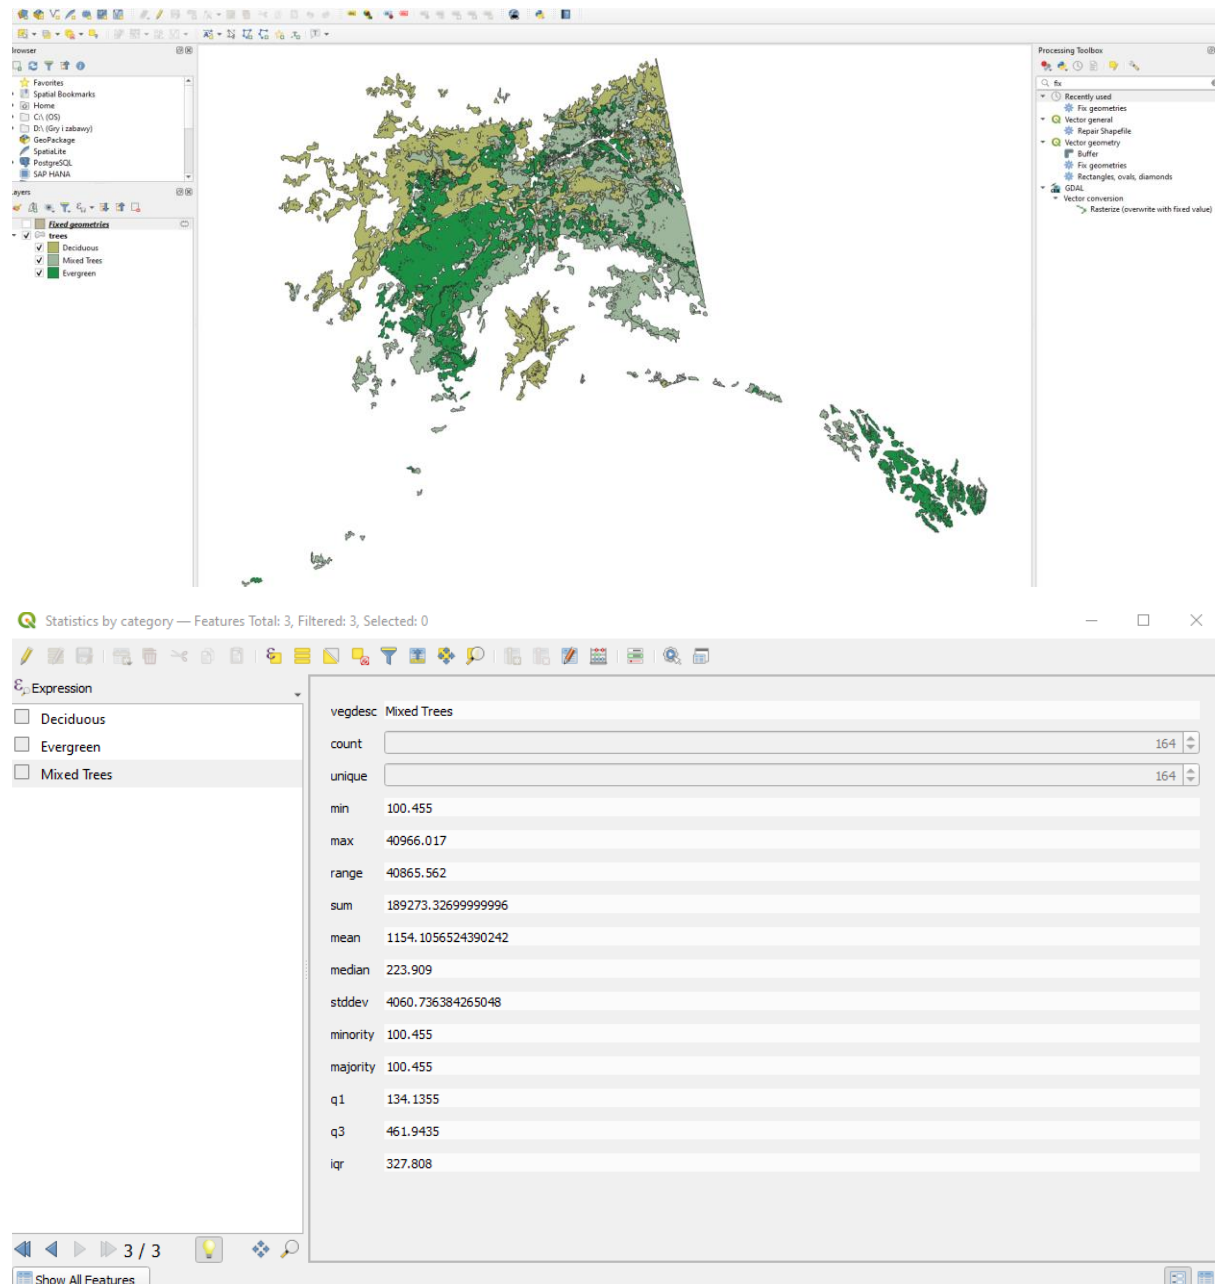 rowser
Processing Toolbox
Favorites
Spatial Bookmarks
Home
C:\ (OS)
D:\ (Gry i zabawy)
GeoPackage
SpatiaLite
PostgreSQL
SAP HANA
ayers
Fixed geometries
trees
Deciduous
Mixed Trees
Evergreen
fix
Recently used
Fix geometries
Vector general
Repair Shapefile
Vector geometry
Buffer
Fix geometries
Rectangles, ovals, diamonds
GDAL
Vector conversion
Rasterize (overwrite with fixed value)
Statistics by category — Features Total: 3, Filtered: 3, Selected: 0
Expression
Deciduous
Evergreen
Mixed Trees
vegdesc Mixed Trees
count 164
unique 164
min 100.455
max 40966.017
range 40865.562
sum 189273.32699999996
mean 1154.1056524390242
median 223.909
stddev 4060.736384265048
minority 100.455
majority 100.455
q1 134.1355
q3 461.9435
iqr 327.808
3 / 3
Show All Features